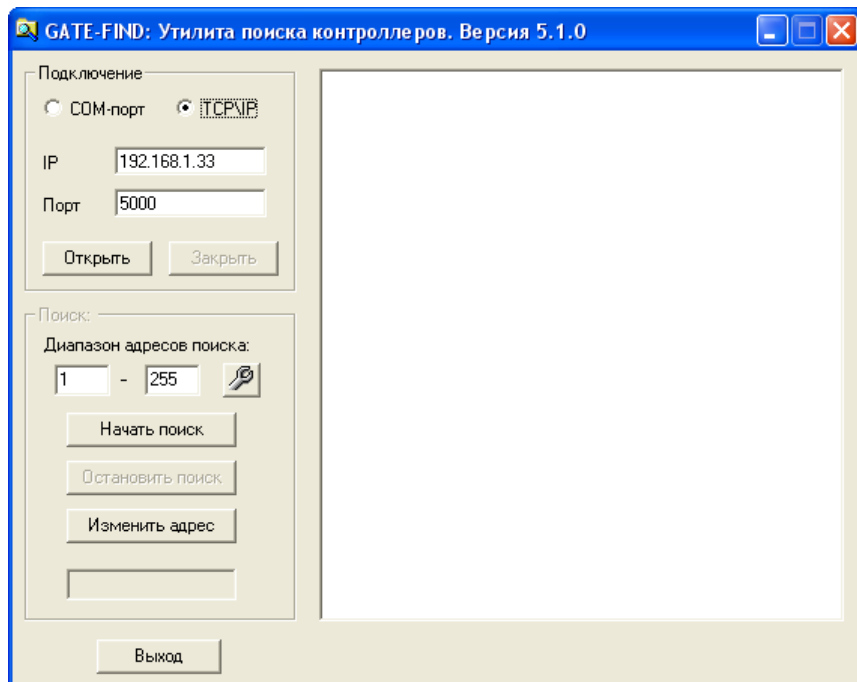 GATE-FIND: Утилита поиска контроллеров. Версия 5.1.0
Подключение
COM-порт TCP\IP
IP 192.168.1.33
Порт 5000
Открыть Закрыть
Поиск:
Диапазон адресов поиска:
1 - 255
Начать поиск
Остановить поиск
Изменить адрес
Выход